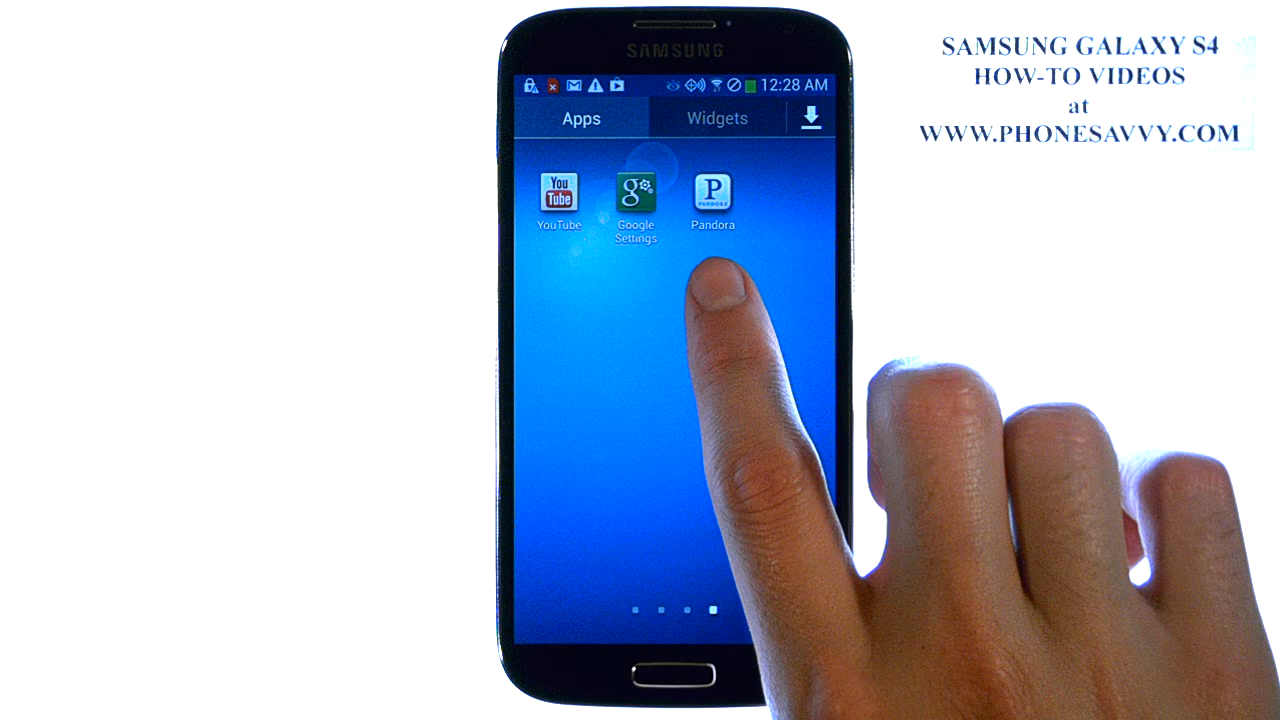 SAMSUNG GALAXY S4
HOW-TO VIDEOS
at
WWW.PHONESAVVY.COM
SAMSUNG
12:28 AM
Apps
Widgets
You
Tube
g
P
PANDORA
YouTube
Google
Settings
Pandora